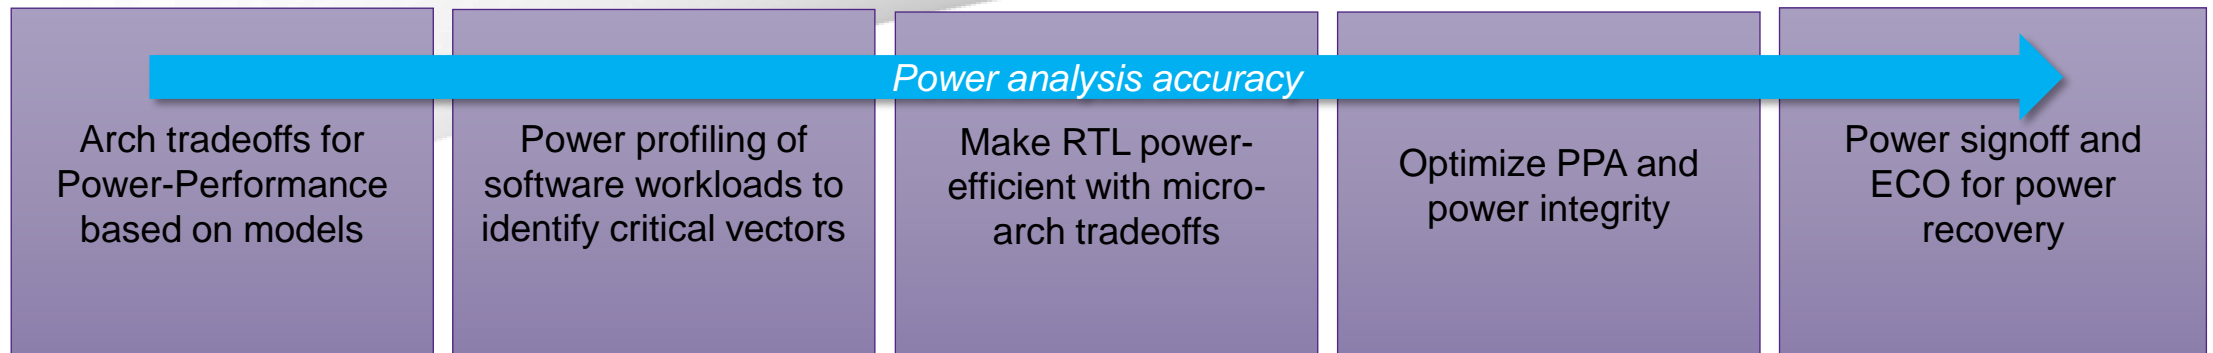 Power analysis accuracy
Arch tradeoffs for
Power-Performance
based on models
Power profiling of
software workloads to
identify critical vectors
Make RTL power-
efficient with micro-
arch tradeoffs
Optimize PPA and
power integrity
Power signoff and
ECO for power
recovery